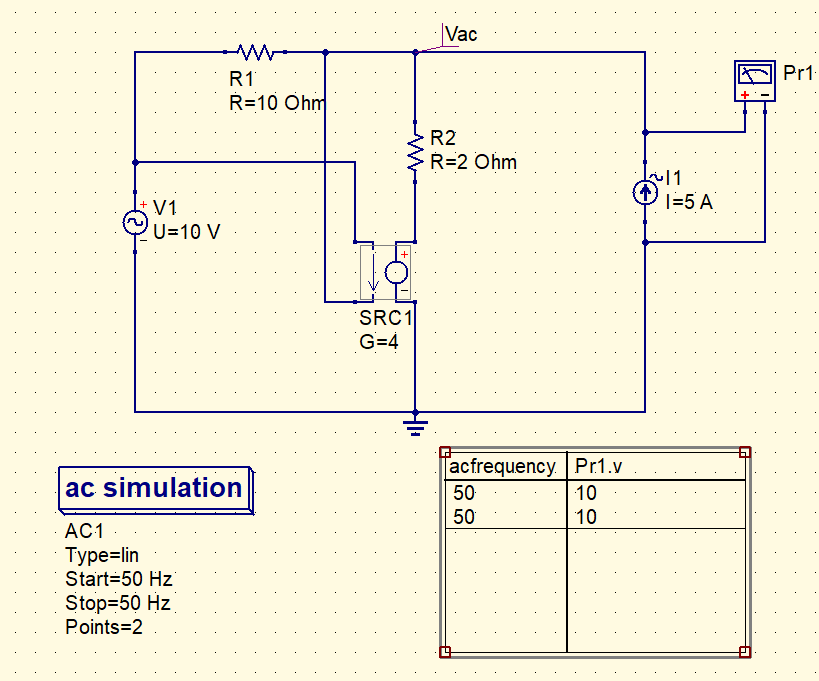 Vac
R1
R=10 Ohm
Pr1
+ −
R2
R=2 Ohm
I1
I=5 A
+
V1
U=10 V
−
+
−
SRC1
G=4
ac simulation
AC1
Type=lin
Start=50 Hz
Stop=50 Hz
Points=2
acfrequency Pr1.v
50 10
50 10